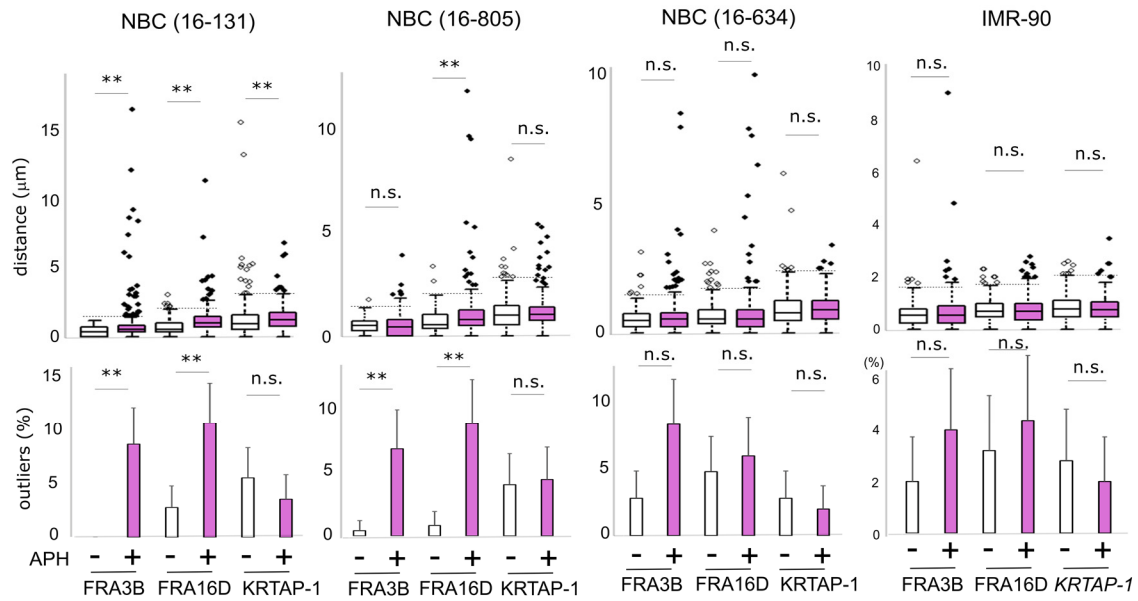 NBC (16-131) NBC (16-805) NBC (16-634) IMR-90
distance (μm)
15
10
5
0
** ** **
10
5
0
n.s. ** n.s.
10
5
0
n.s. n.s. n.s.
10
8
6
4
2
0
n.s. n.s. n.s.
outliers (%)
15
10
5
0
** ** n.s.
10
5
0
** ** n.s.
10
5
0
n.s. n.s. n.s.
(%)
6
4
2
0
n.s. n.s. n.s.
APH - + - + - + - + - + - + - + - + - + - + - + - +
FRA3B FRA16D KRTAP-1 FRA3B FRA16D KRTAP-1 FRA3B FRA16D KRTAP-1 FRA3B FRA16D KRTAP-1